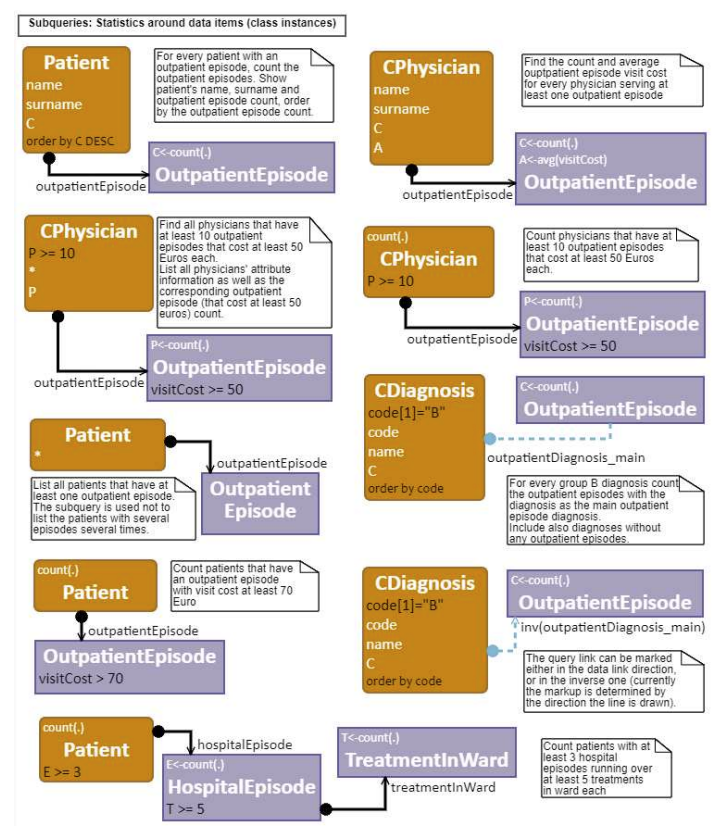 Subqueries: Statistics around data items (class instances)
Patient
name
surname
C
order by C DESC
For every patient with an
outpatient episode, count the
outpatient episodes. Show
patient's name, surname and
outpatient episode count, order
by the outpatient episode count.
C<-count(.)
OutpatientEpisode
outpatientEpisode
CPhysician
name
surname
C
A
Find the count and average
ouptpatient episode visit cost
for every physician serving at
least one outpatient episode
C<-count(.)
A<-avg(visitCost)
OutpatientEpisode
outpatientEpisode
CPhysician
P >= 10
*
P
Find all physicians that have
at least 10 outpatient
episodes that cost at least 50
Euros each.
List all physicians' attribute
information as well as the
corresponding outpatient
episode (that cost at least 50
euros) count.
P<-count(.)
OutpatientEpisode
visitCost >= 50
outpatientEpisode
count(.)
CPhysician
P >= 10
Count physicians that have at
least 10 outpatient episodes
that cost at least 50 Euros
each.
P<-count(.)
OutpatientEpisode
visitCost >= 50
outpatientEpisode
Patient
*
outpatientEpisode
List all patients that have at
least one outpatient episode.
The subquery is used not to
list the patients with several
episodes several times.
Outpatient
Episode
CDiagnosis
code[1]="B"
code
name
C
order by code
C<-count(.)
OutpatientEpisode
outpatientDiagnosis_main
For every group B diagnosis count
the outpatient episodes with the
diagnosis as the main outpatient
episode diagnosis.
Include also diagnoses without
any outpatient episodes.
count(.)
Patient
Count patients that have
an outpatient episode
with visit cost at least 70
Euro
outpatientEpisode
OutpatientEpisode
visitCost > 70
CDiagnosis
code[1]="B"
code
name
C
order by code
C<-count(.)
OutpatientEpisode
inv(outpatientDiagnosis_main)
The query link can be marked
either in the data link direction,
or in the inverse one (currently
the markup is determined by
the direction the line is drawn).
count(.)
Patient
E >= 3
hospitalEpisode
E<-count(.)
HospitalEpisode
T >= 5
T<-count(.)
TreatmentInWard
treatmentInWard
Count patients with at
least 3 hospital
episodes running over
at least 5 treatments
in ward each